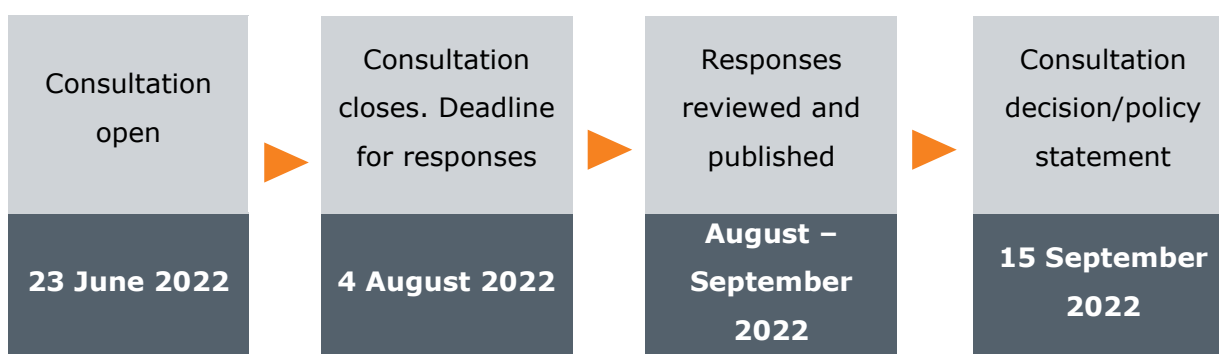 Consultation
open
23 June 2022
Consultation
closes. Deadline
for responses
4 August 2022
Responses
reviewed and
published
August –
September
2022
Consultation
decision/policy
statement
15 September
2022